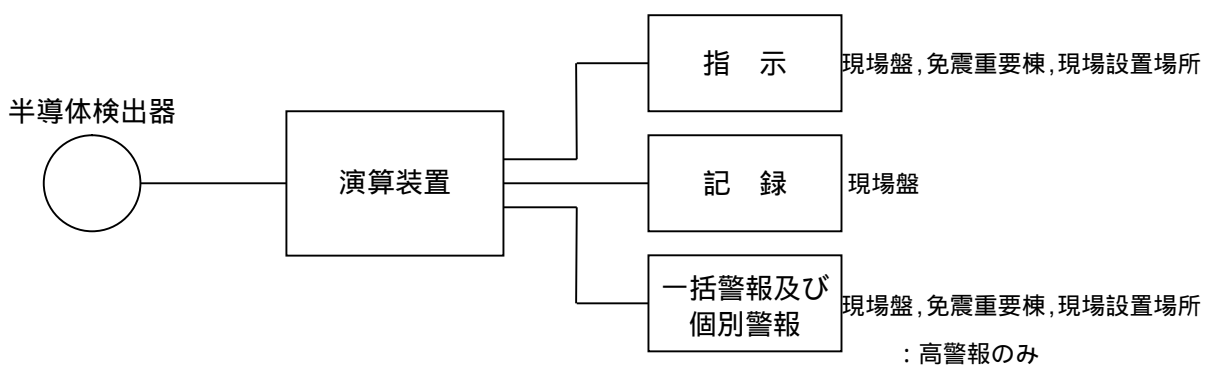 指　示
現場盤,免震重要棟,現場設置場所
半導体検出器
演算装置
記　録
現場盤
一括警報及び
個別警報
現場盤,免震重要棟,現場設置場所
:高警報のみ